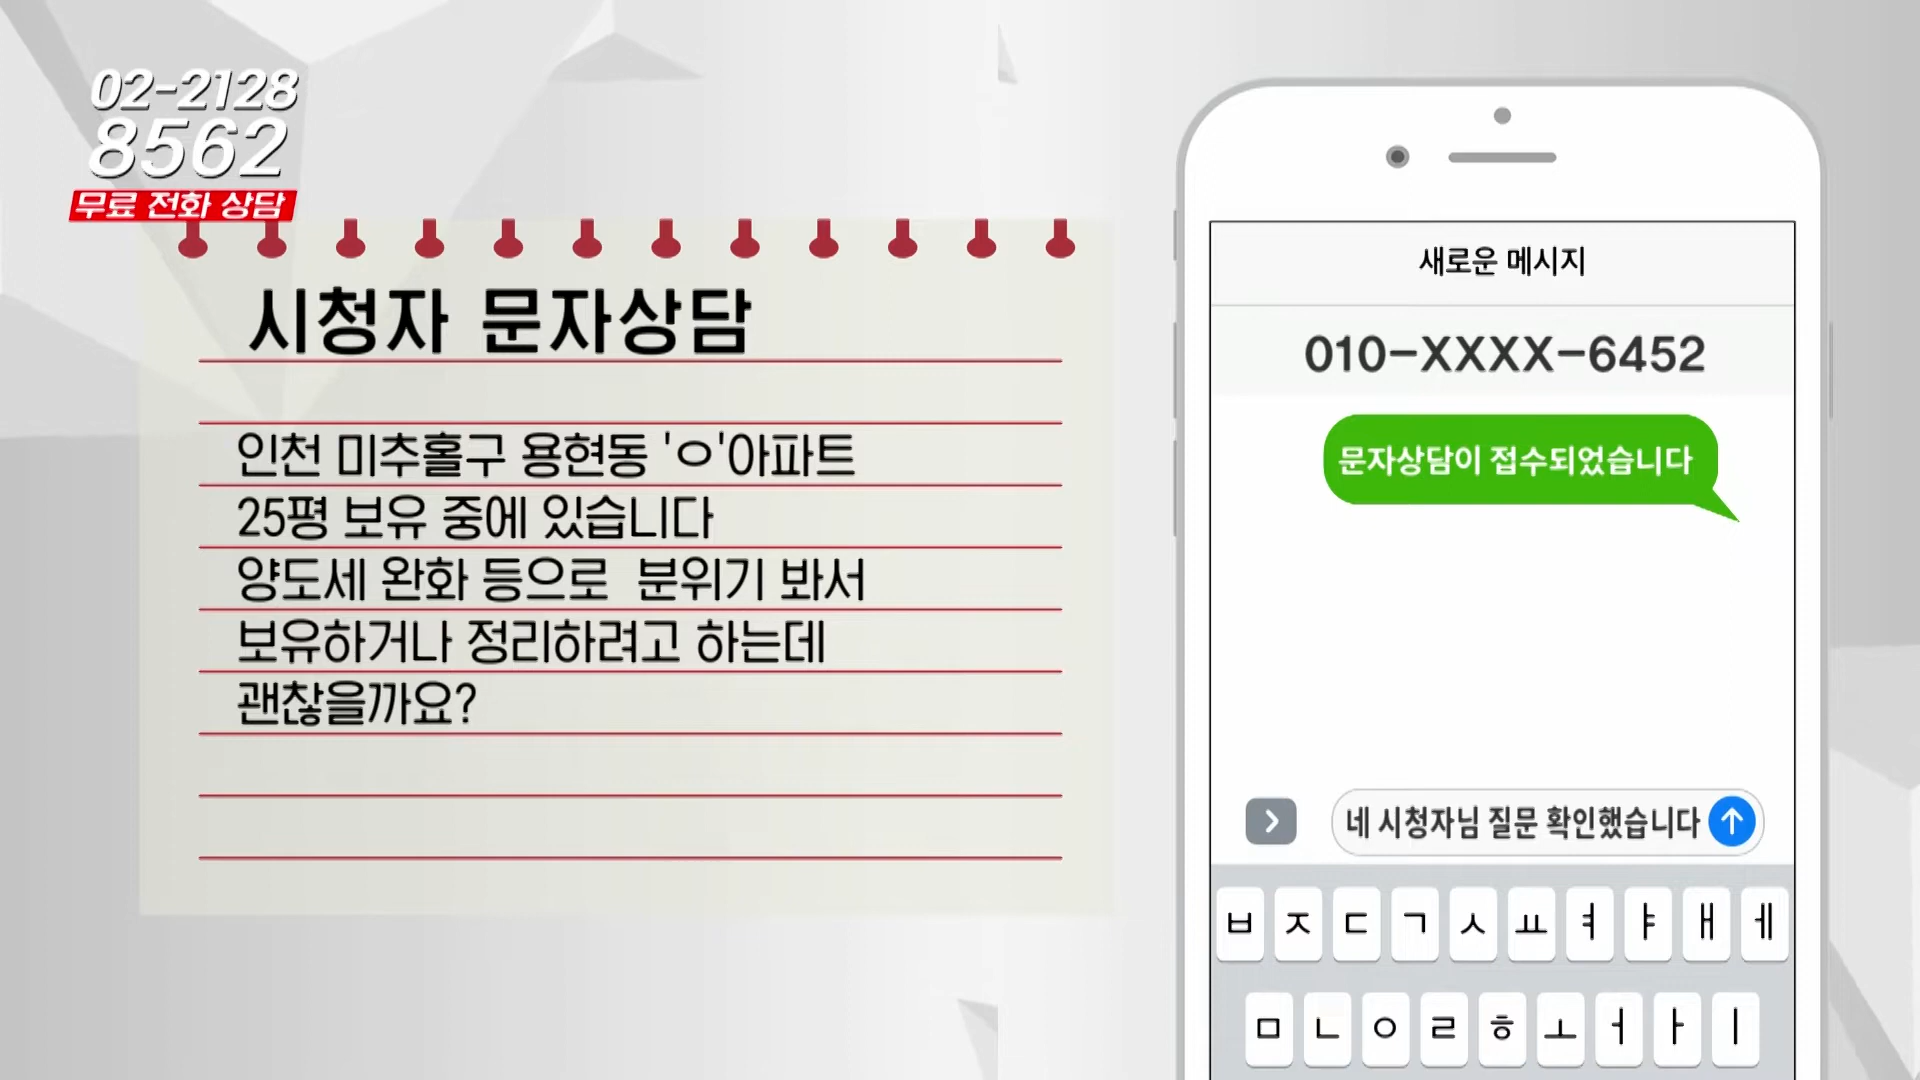 02-2128
8562
무료 전화 상담
시청자 문자상담
인천 미추홀구 용현동 'ㅇ'아파트
25평 보유 중에 있습니다
양도세 완화 등으로 분위기 봐서
보유하거나 정리하려고 하는데
괜찮을까요?
새로운 메시지
010-XXXX-6452
문자상담이 접수되었습니다
네 시청자님 질문 확인했습니다
ㅂ ㅈ ㄷ ㄱ ㅅ ㅛ ㅕ ㅑ ㅐ ㅔ
ㅁ ㄴ ㅇ ㄹ ㅎ ㅗ ㅓ ㅏ ㅣ